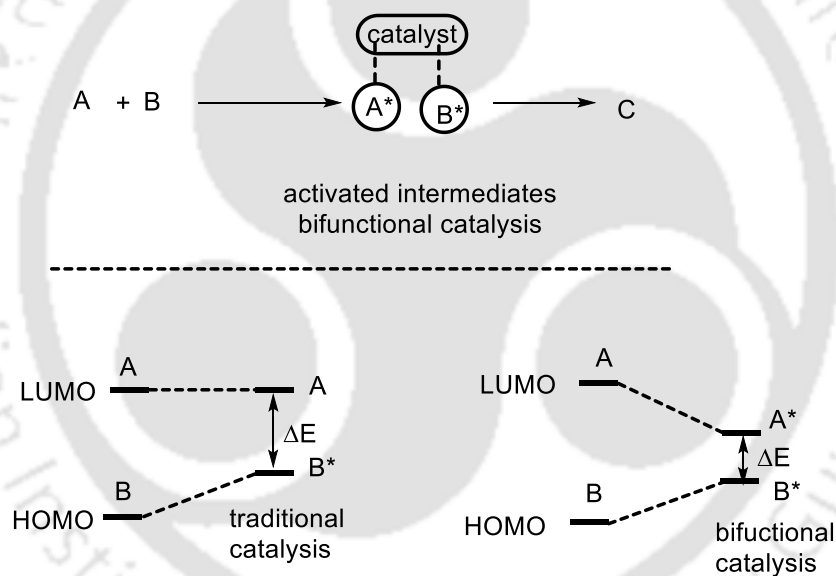 catalyst
A + B
A*
B*
C
activated intermediates
bifunctional catalysis
A
LUMO
A
ΔE
B*
B
HOMO
traditional
catalysis
A
LUMO
A*
ΔE
B*
B
HOMO
bifuctional
catalysis